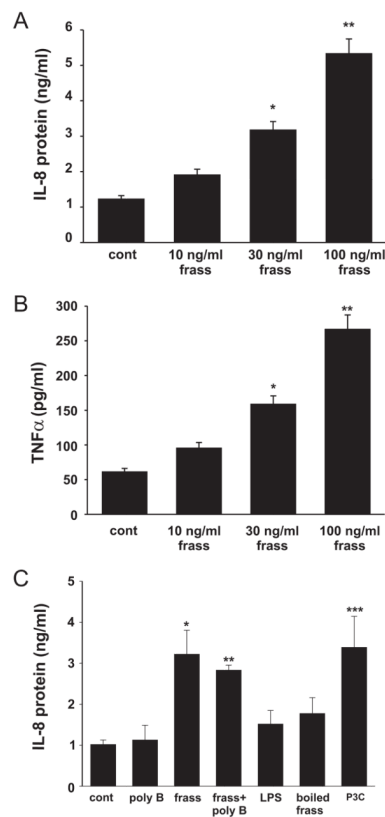 A
IL-8 protein (ng/ml)
6
5
4
3
2
1
0
*
**
cont
10 ng/ml
frass
30 ng/ml
frass
100 ng/ml
frass
B
TNFα (pg/ml)
300
250
200
150
100
50
0
*
**
cont
10 ng/ml
frass
30 ng/ml
frass
100 ng/ml
frass
C
IL-8 protein (ng/ml)
5
4
3
2
1
0
*
**
***
cont
poly B
frass
frass+
poly B
LPS
boiled
frass
P3C